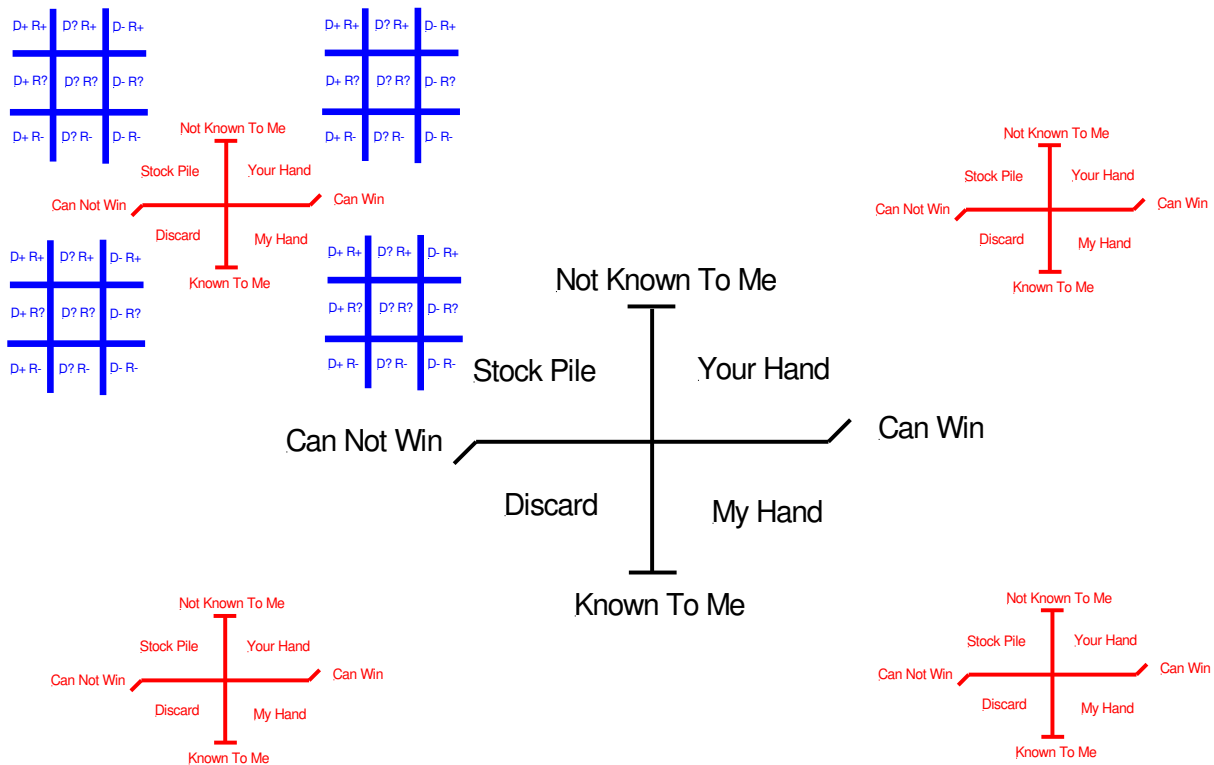 D+ R+ D? R+ D- R+
D+ R? D? R? D- R?
D+ R- D? R- D- R-
D+ R+ D? R+ D- R+
D+ R? D? R? D- R?
D+ R- D? R- D- R-
Not Known To Me
Stock Pile Your Hand
Can Not Win Can Win
Discard My Hand
Known To Me
D+ R+ D? R+ D- R+
D+ R? D? R? D- R?
D+ R- D? R- D- R-
D+ R+ D? R+ D- R+
D+ R? D? R? D- R?
D+ R- D? R- D- R-
Not Known To Me
Stock Pile Your Hand
Can Not Win Can Win
Discard My Hand
Known To Me
Not Known To Me
Stock Pile Your Hand
Can Not Win Can Win
Discard My Hand
Known To Me
Not Known To Me
Stock Pile Your Hand
Can Not Win Can Win
Discard My Hand
Known To Me
Not Known To Me
Stock Pile Your Hand
Can Not Win Can Win
Discard My Hand
Known To Me